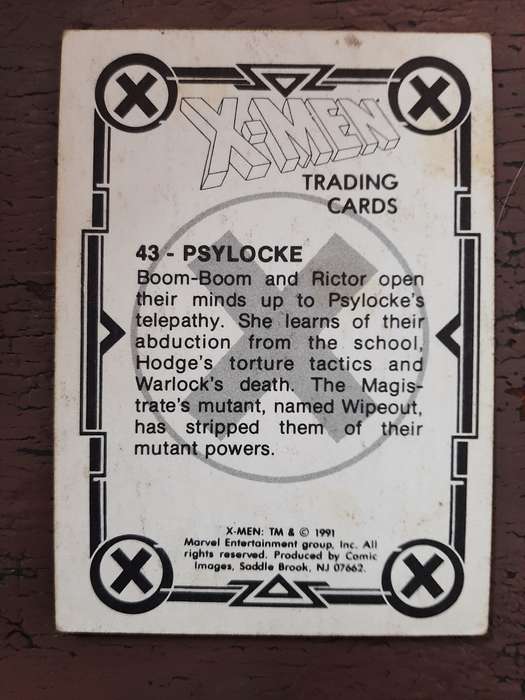 X-MEN
TRADING
CARDS
43 - PSYLOCKE
Boom-Boom and Rictor open
their minds up to Psylocke's
telepathy. She learns of their
abduction from the school,
Hodge's torture tactics and
Warlock's death. The Magis-
trate's mutant, named Wipeout,
has stripped them of their
mutant powers.
X-MEN: TM & © 1991
Marvel Entertainment group, Inc. All
rights reserved. Produced by Comic
Images, Saddle Brook, NJ 07662.